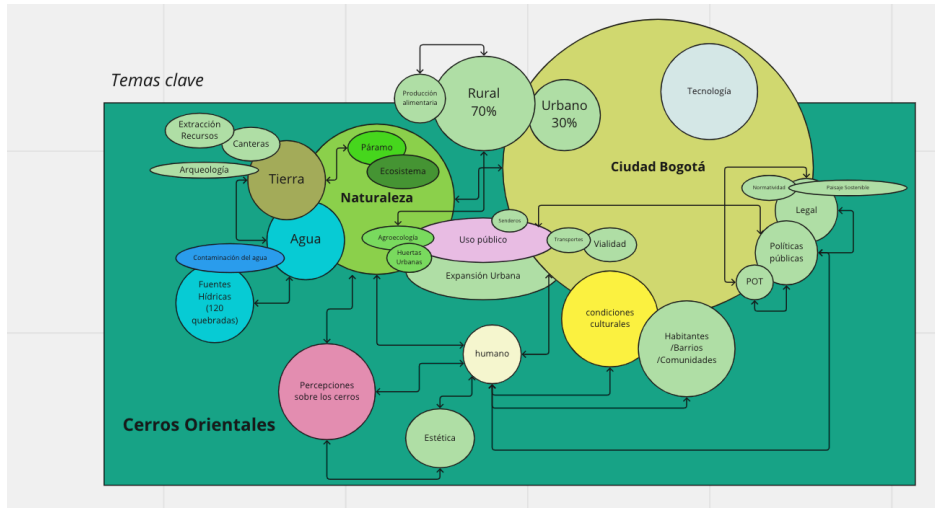 Temas clave
Extracción
Recursos
Canteras
Arqueología
Tierra
Páramo
Ecosistema
Naturaleza
Agua
Contaminación del agua
Fuentes
Hídricas
(120
quebradas)
Producción
alimentaria
Rural
70%
Urbano
30%
Tecnología
Ciudad Bogotá
Normatividad
Paisaje Sostenible
Legal
Políticas
públicas
POT
Agroecología
Huertas
Urbanas
Senderos
Uso público
Transportes
Vialidad
Expansión Urbana
condiciones
culturales
Habitantes
/Barrios
/Comunidades
humano
Percepciones
sobre los cerros
Estética
Cerros Orientales